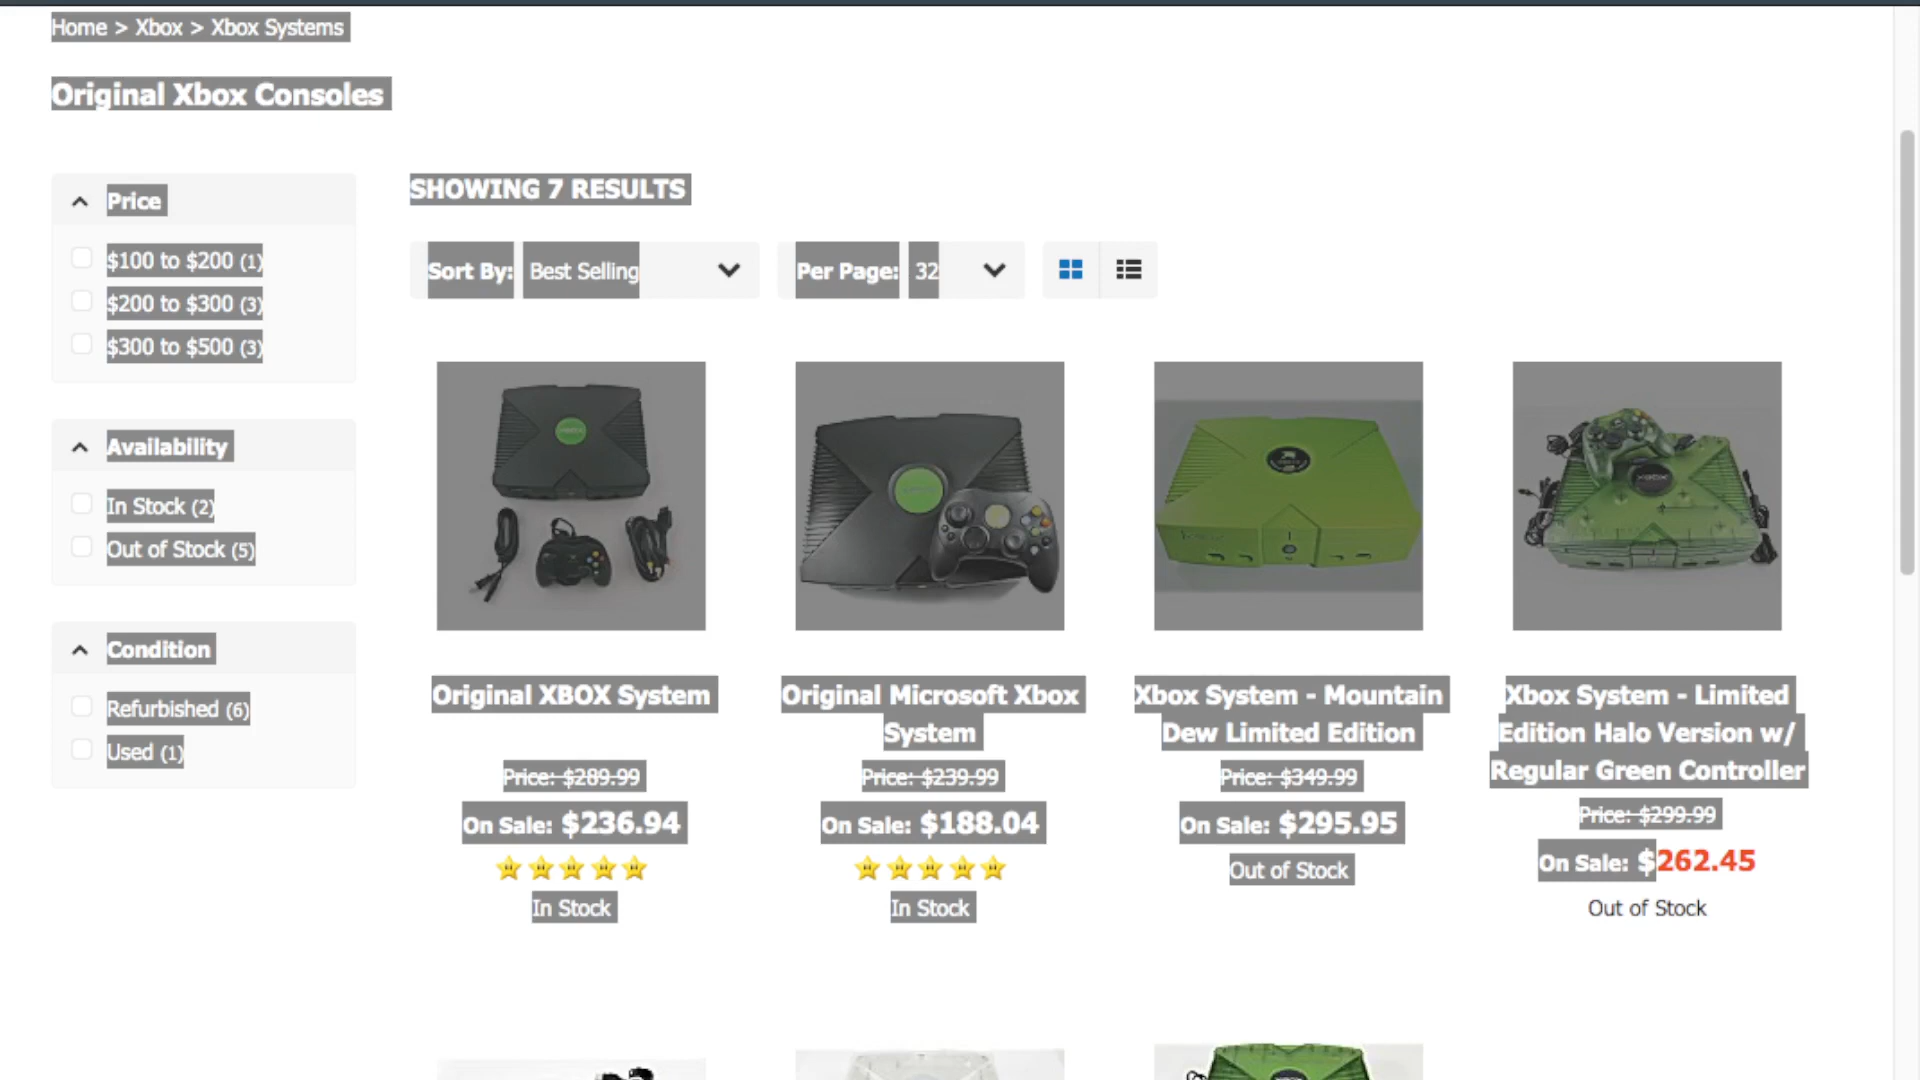 Home > Xbox > Xbox Systems
Original Xbox Consoles
Price
$100 to $200 (1)
$200 to $300 (3)
$300 to $500 (3)
Availability
In Stock (2)
Out of Stock (5)
Condition
Refurbished (6)
Used (1)
SHOWING 7 RESULTS
Sort By: Best Selling
Per Page: 32
Original XBOX System
Price: $289.99
On Sale: $236.94
In Stock
Original Microsoft Xbox
System
Price: $239.99
On Sale: $188.04
In Stock
Xbox System - Mountain
Dew Limited Edition
Price: $349.99
On Sale: $295.95
Out of Stock
Xbox System - Limited
Edition Halo Version w/
Regular Green Controller
Price: $299.99
On Sale: $262.45
Out of Stock